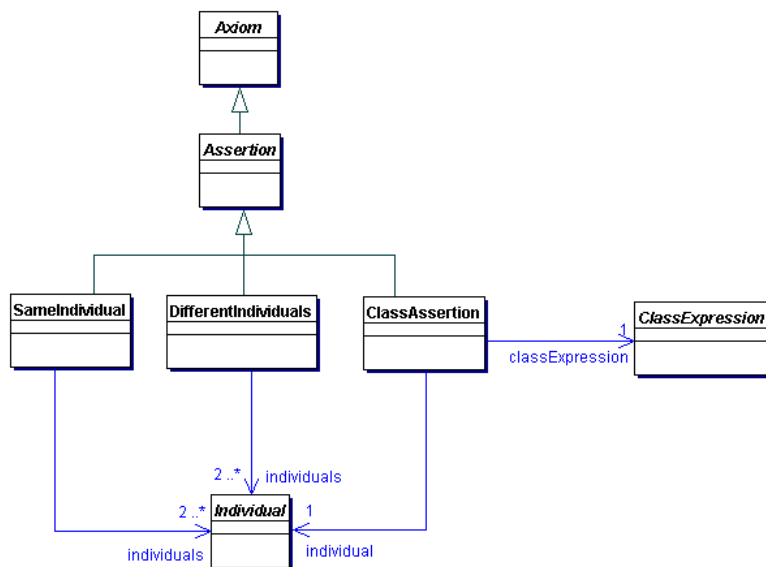 Axiom
Assertion
SameIndividual
DifferentIndividuals
ClassAssertion
ClassExpression
1
classExpression
2 ..*
individuals
2 ..*
Individual
1
individuals
individual